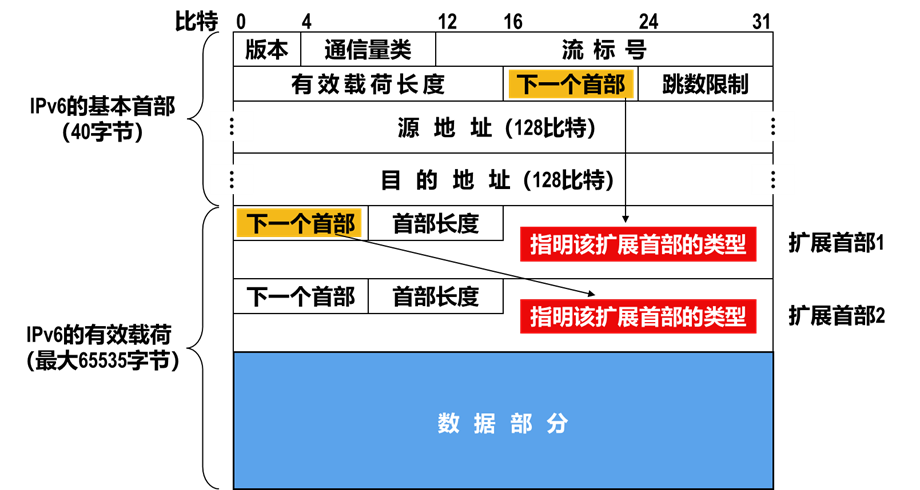 比特 0 4 12 16 24 31
版本 通信量类 流标号
有效载荷长度 下一个首部 跳数限制
IPv6的基本首部
（40字节）
源地址（128比特）
目的地址（128比特）
下一个首部 首部长度
指明该扩展首部的类型 扩展首部1
下一个首部 首部长度
指明该扩展首部的类型 扩展首部2
IPv6的有效载荷
（最大65535字节）
数据部分